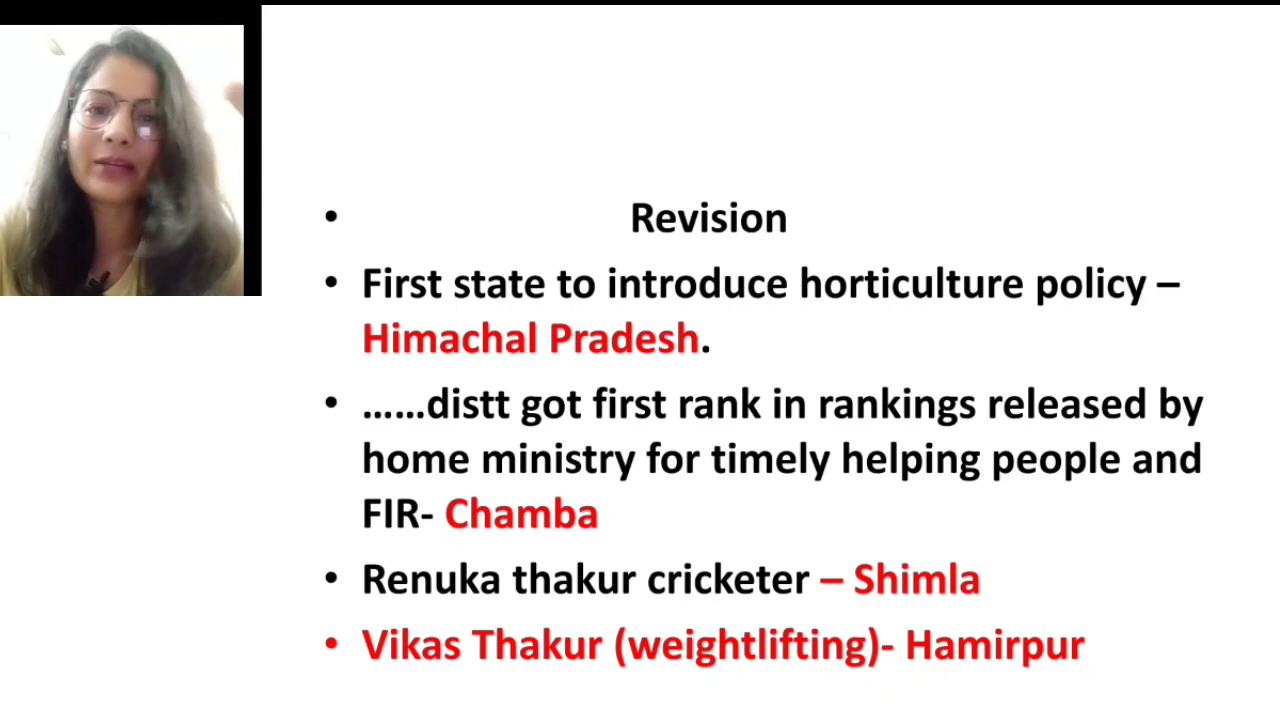 • Revision
• First state to introduce horticulture policy –
Himachal Pradesh.
• ......distt got first rank in rankings released by
home ministry for timely helping people and
FIR- Chamba
• Renuka thakur cricketer – Shimla
• Vikas Thakur (weightlifting)- Hamirpur